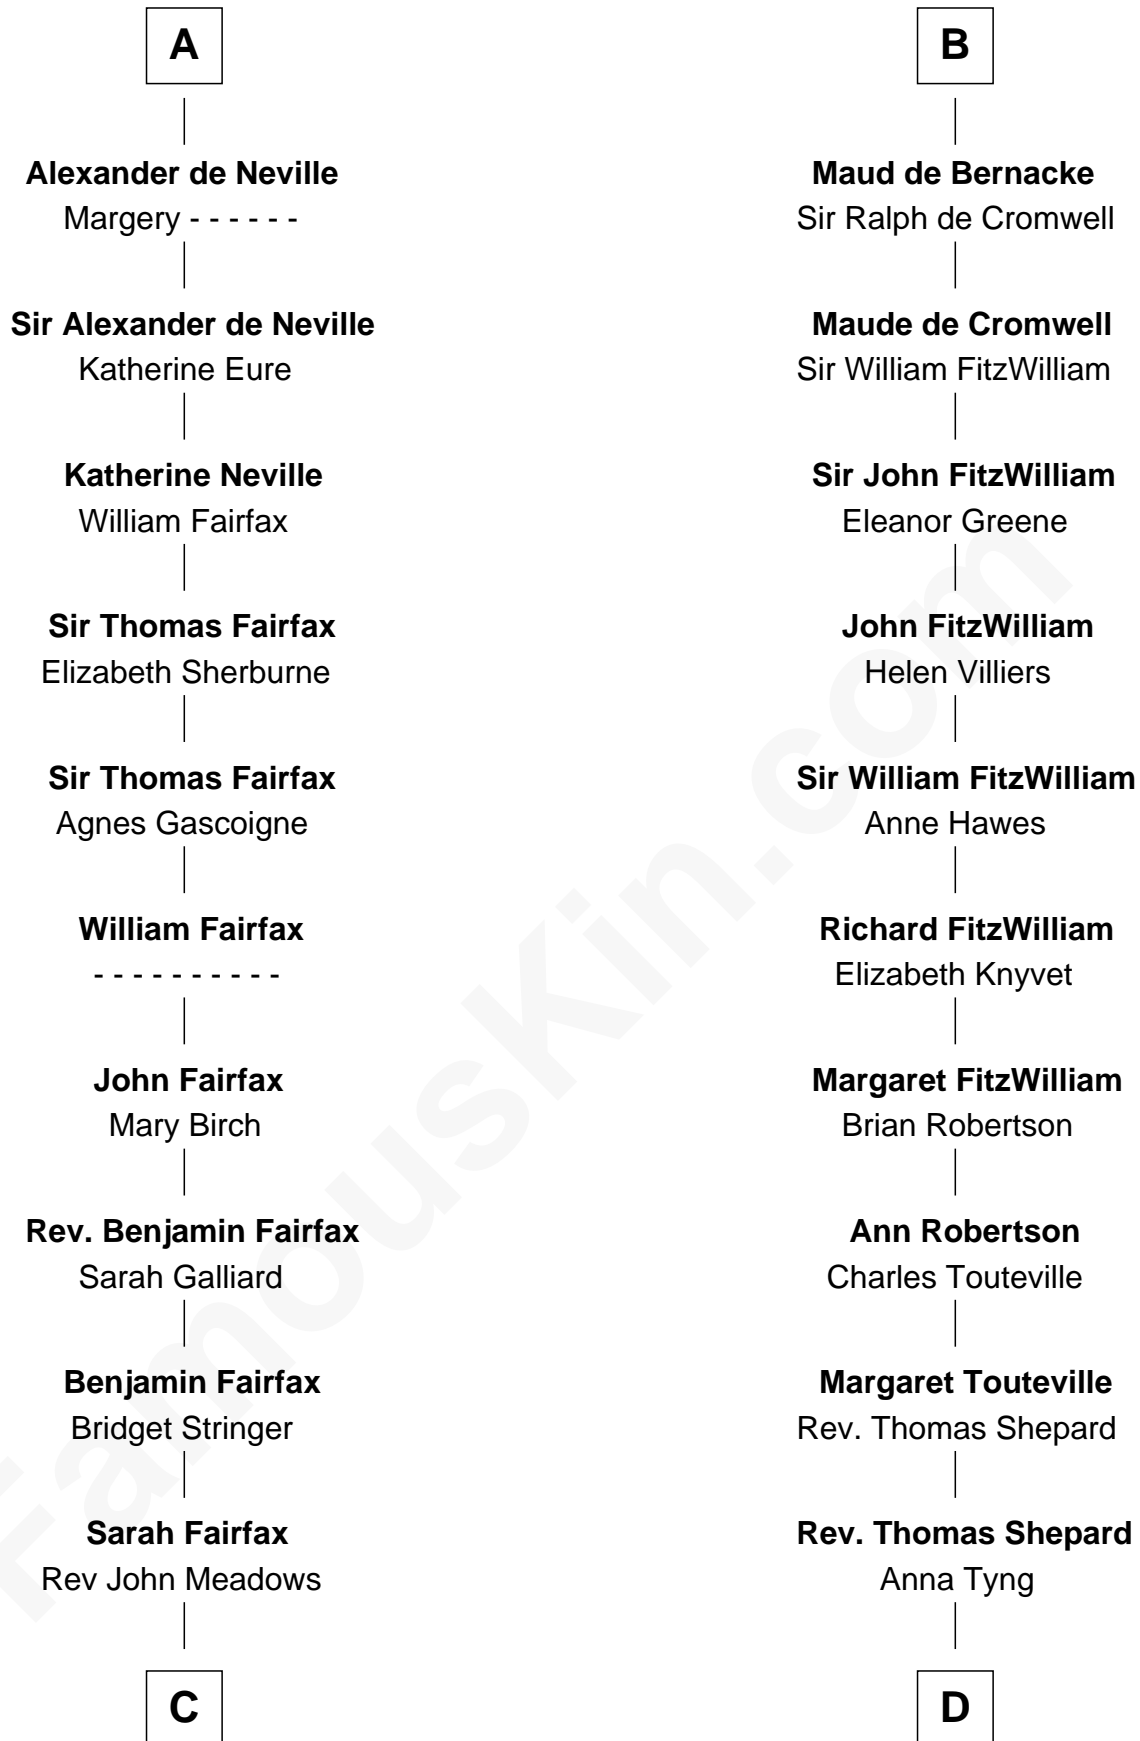 A
Alexander de Neville
Margery - - - - - -
Sir Alexander de Neville
Katherine Eure
Katherine Neville
William Fairfax
Sir Thomas Fairfax
Elizabeth Sherburne
Sir Thomas Fairfax
Agnes Gascoigne
William Fairfax
- - - - - - - - - -
John Fairfax
Mary Birch
Rev. Benjamin Fairfax
Sarah Galliard
Benjamin Fairfax
Bridget Stringer
Sarah Fairfax
Rev John Meadows
C
B
Maud de Bernacke
Sir Ralph de Cromwell
Maude de Cromwell
Sir William FitzWilliam
Sir John FitzWilliam
Eleanor Greene
John FitzWilliam
Helen Villiers
Sir William FitzWilliam
Anne Hawes
Richard FitzWilliam
Elizabeth Knyvet
Margaret FitzWilliam
Brian Robertson
Ann Robertson
Charles Touteville
Margaret Touteville
Rev. Thomas Shepard
Rev. Thomas Shepard
Anna Tyng
D
FamousKin.com